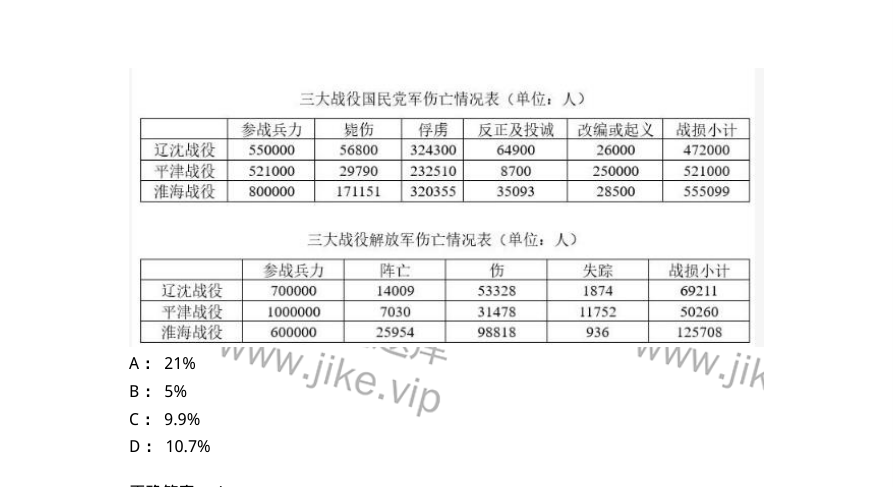 三大战役国民党军伤亡情况表（单位：人）
参战兵力 毙伤 俘虏 反正及投诚 改编或起义 战损小计
辽沈战役 550000 56800 324300 64900 26000 472000
平津战役 521000 29790 232510 8700 250000 521000
淮海战役 800000 171151 320355 35093 28500 555099
三大战役解放军伤亡情况表（单位：人）
参战兵力 阵亡 伤 失踪 战损小计
辽沈战役 700000 14009 53328 1874 69211
平津战役 1000000 7030 31478 11752 50260
淮海战役 600000 25954 98818 936 125708
www.jike.vip
www.jik
A： 21%
B： 5%
C： 9.9%
D： 10.7%